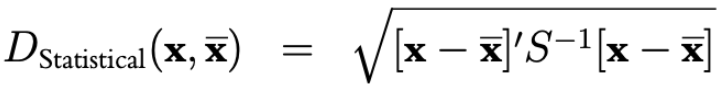 D_Statistical(𝐱, 𝐱̅) = √[𝐱 − 𝐱̅]′S⁻¹[𝐱 − 𝐱̅]